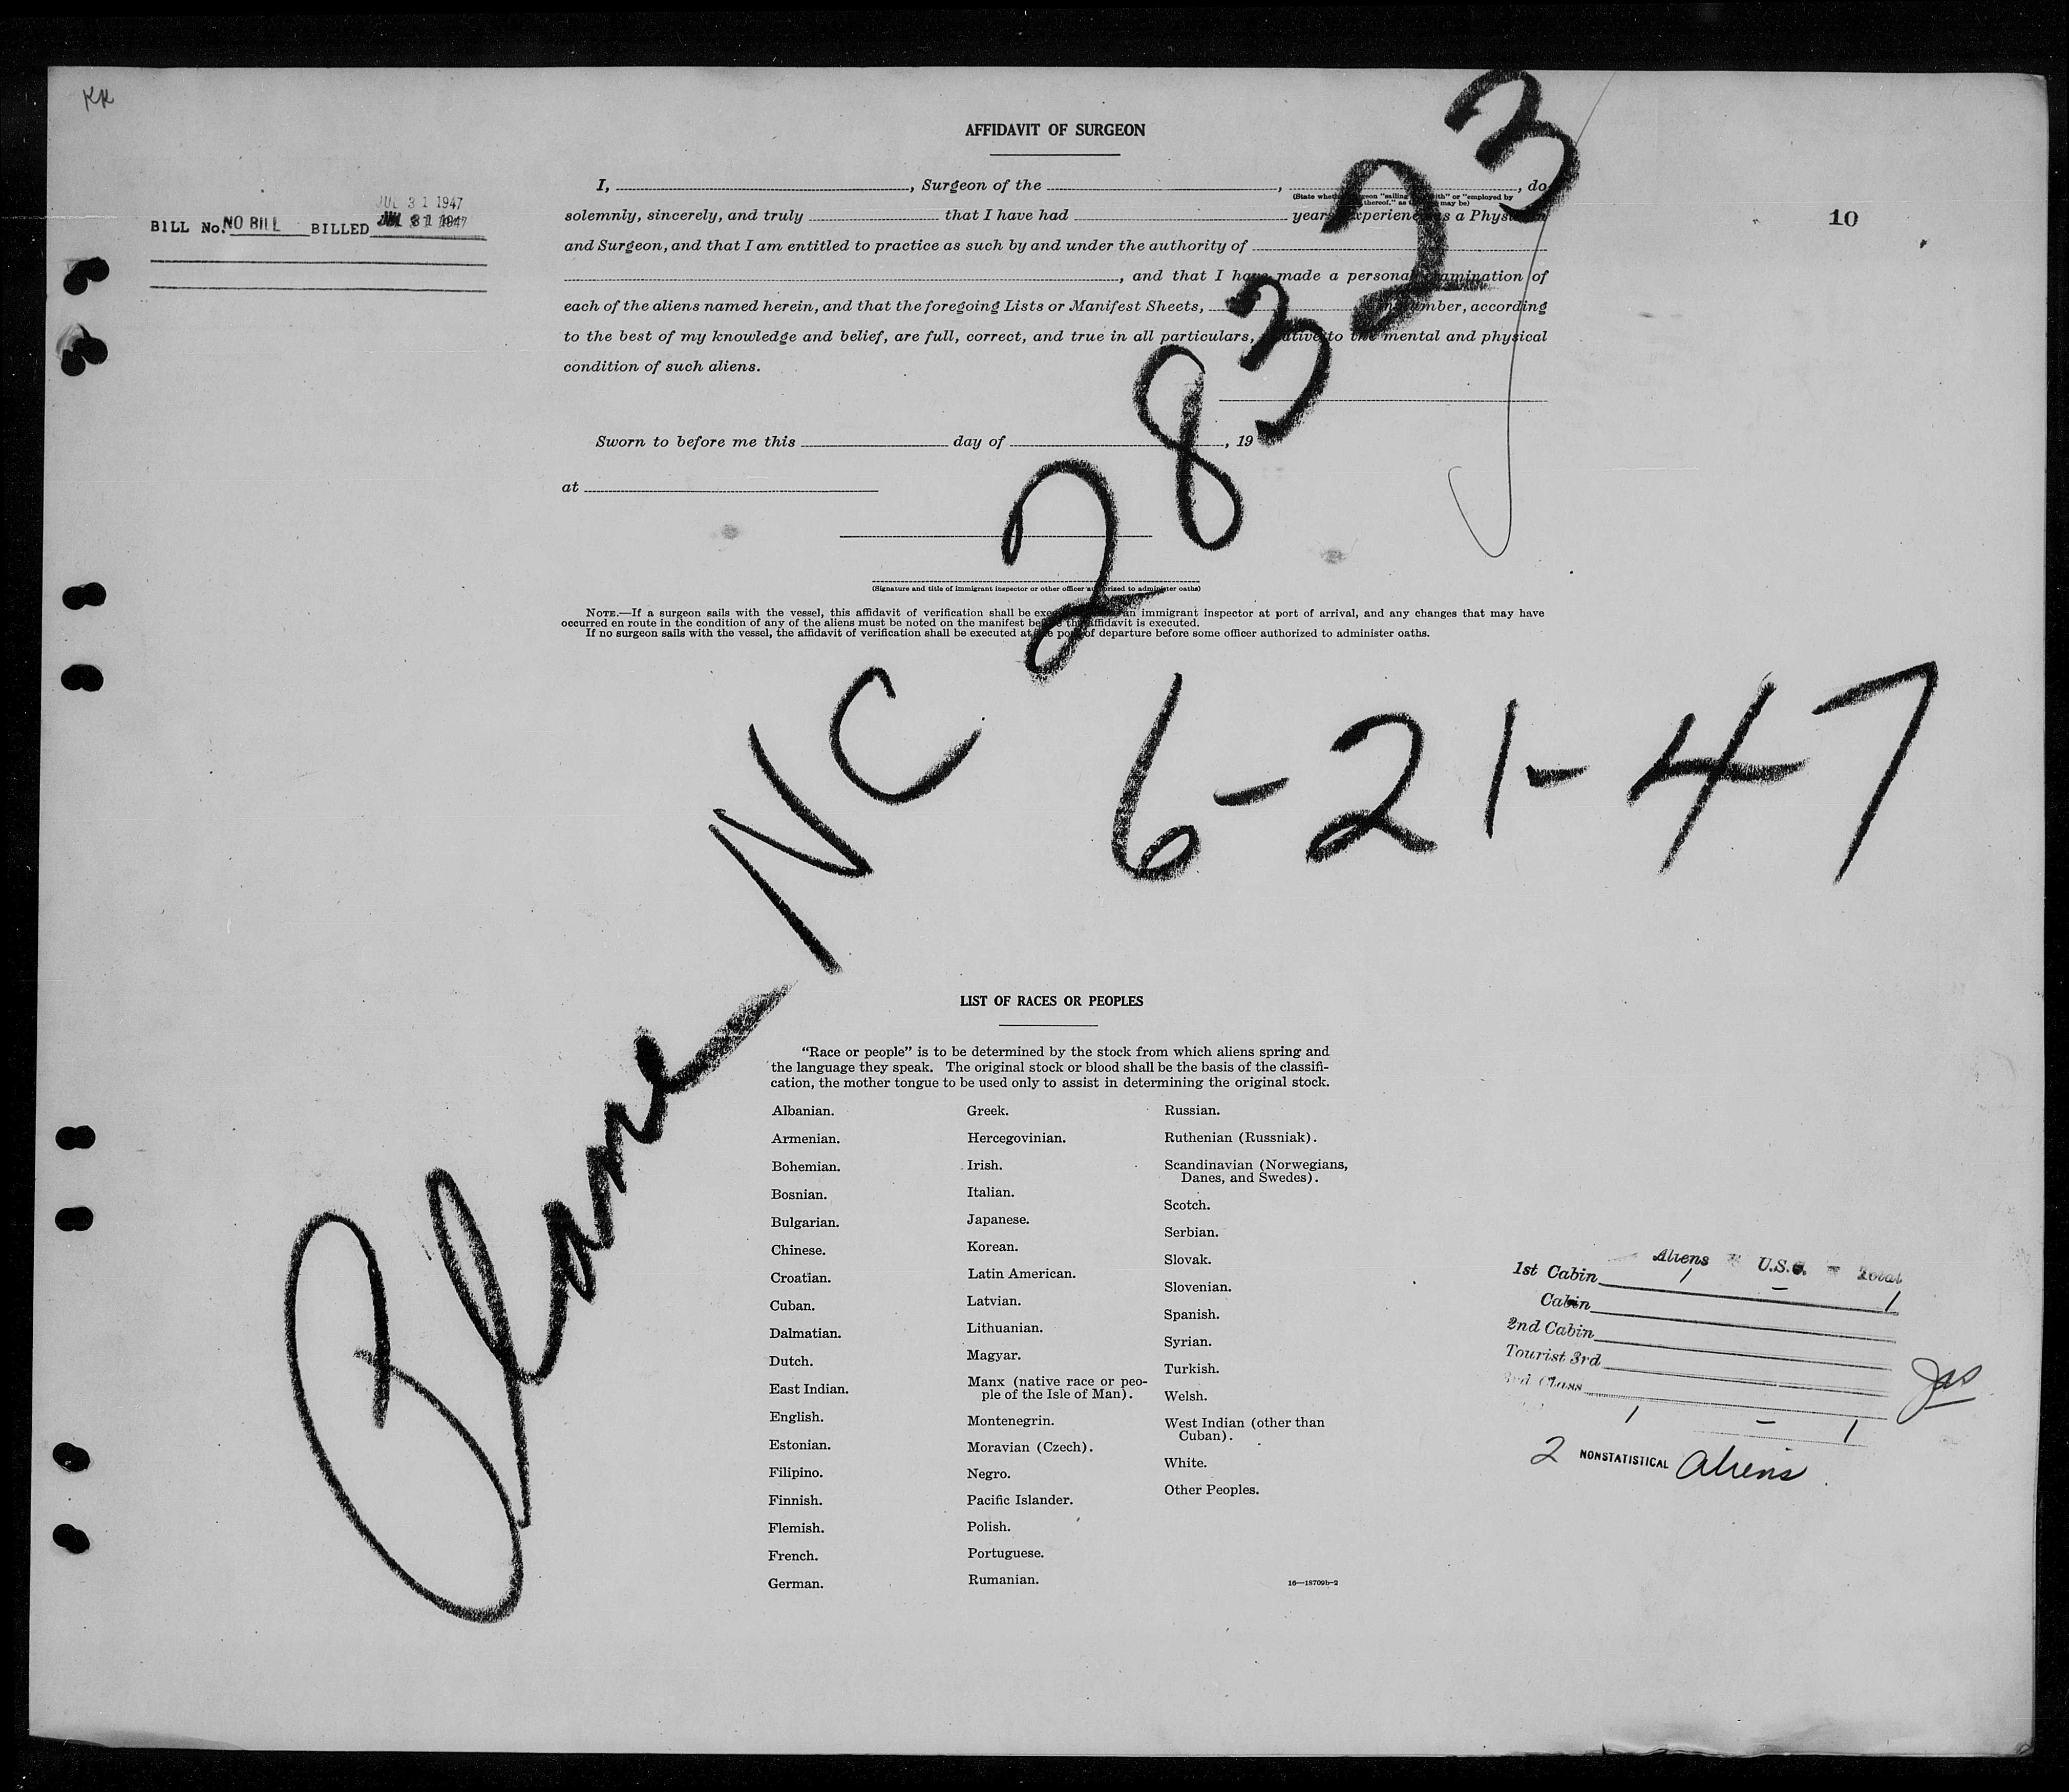 KK
AFFIDAVIT OF SURGEON
I, , Surgeon of the , , do
JUL 31 1947
BILL No. NO BILL BILLED JUL 31 1947
solemnly, sincerely, and truly that I have had years experience as a Physician
10
and Surgeon, and that I am entitled to practice as such by and under the authority of
, and that I have made a personal examination of
each of the aliens named herein, and that the foregoing Lists or Manifest Sheets, in number, according
to the best of my knowledge and belief, are full, correct, and true in all particulars, relative to the mental and physical
condition of such aliens.
Sworn to before me this day of , 19
at
(Signature and title of immigrant inspector or other officer authorized to administer oaths)
NOTE.—If a surgeon sails with the vessel, this affidavit of verification shall be executed an immigrant inspector at port of arrival, and any changes that may have
occurred en route in the condition of any of the aliens must be noted on the manifest before the affidavit is executed.
If no surgeon sails with the vessel, the affidavit of verification shall be executed at the port of departure before some officer authorized to administer oaths.
Plane - NC 28323
6-21-47
LIST OF RACES OR PEOPLES
"Race or people" is to be determined by the stock from which aliens spring and
the language they speak. The original stock or blood shall be the basis of the classifi-
cation, the mother tongue to be used only to assist in determining the original stock.
Albanian.
Armenian.
Bohemian.
Bosnian.
Bulgarian.
Chinese.
Croatian.
Cuban.
Dalmatian.
Dutch.
East Indian.
English.
Estonian.
Filipino.
Finnish.
Flemish.
French.
German.
Greek.
Hercegovinian.
Irish.
Italian.
Japanese.
Korean.
Latin American.
Latvian.
Lithuanian.
Magyar.
Manx (native race or peo-
ple of the Isle of Man).
Montenegrin.
Moravian (Czech).
Negro.
Pacific Islander.
Polish.
Portuguese.
Rumanian.
Russian.
Ruthenian (Russniak).
Scandinavian (Norwegians,
Danes, and Swedes).
Scotch.
Serbian.
Slovak.
Slovenian.
Spanish.
Syrian.
Turkish.
Welsh.
West Indian (other than
Cuban).
White.
Other Peoples.
16—18709b-2
Aliens U.S.C. Total
1st Cabin 1 – 1
Cabin
2nd Cabin
Tourist 3rd
3rd Class
1 – 1
2 NONSTATISTICAL Aliens